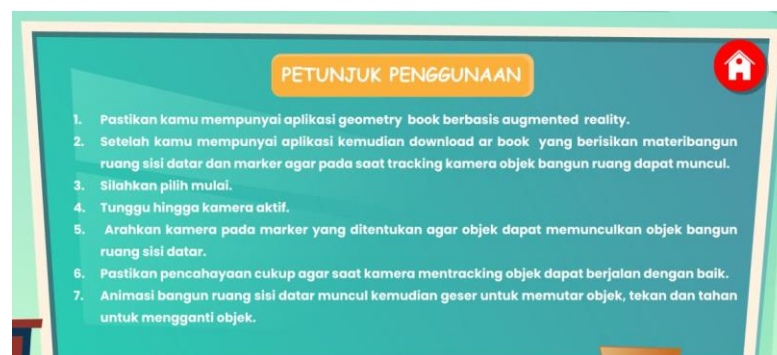 PETUNJUK PENGGUNAAN
1. Pastikan kamu mempunyai aplikasi geometry book berbasis augmented reality.
2. Setelah kamu mempunyai aplikasi kemudian download ar book yang berisikan materibangun
ruang sisi datar dan marker agar pada saat tracking kamera objek bangun ruang dapat muncul.
3. Silahkan pilih mulai.
4. Tunggu hingga kamera aktif.
5. Arahkan kamera pada marker yang ditentukan agar objek dapat memunculkan objek bangun
ruang sisi datar.
6. Pastikan pencahayaan cukup agar saat kamera mentracking objek dapat berjalan dengan baik.
7. Animasi bangun ruang sisi datar muncul kemudian geser untuk memutar objek, tekan dan tahan
untuk mengganti objek.